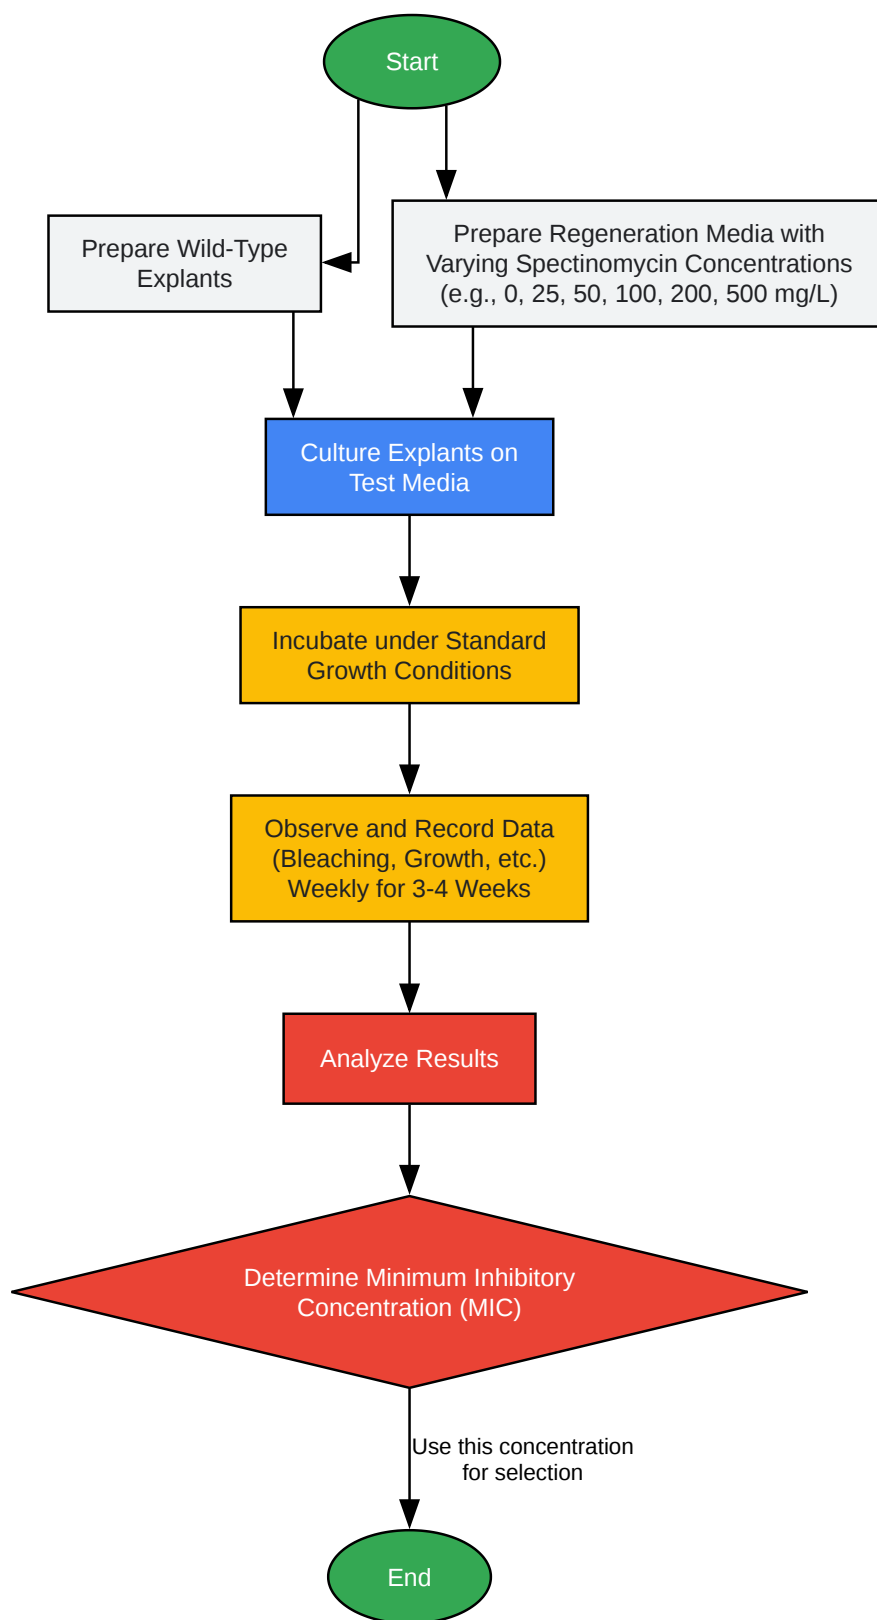 Start
Prepare Wild-Type
Explants
Prepare Regeneration Media with
Varying Spectinomycin Concentrations
(e.g., 0, 25, 50, 100, 200, 500 mg/L)
Culture Explants on
Test Media
Incubate under Standard
Growth Conditions
Observe and Record Data
(Bleaching, Growth, etc.)
Weekly for 3-4 Weeks
Analyze Results
Determine Minimum Inhibitory
Concentration (MIC)
Use this concentration
for selection
End